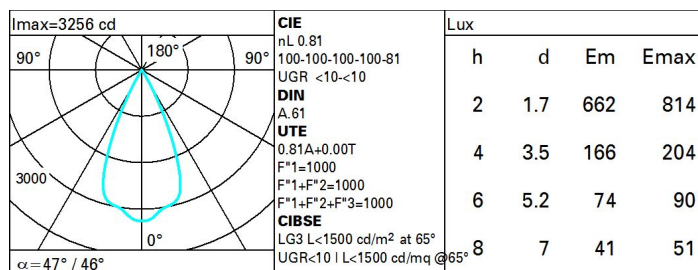 Imax=3256 cd
90°
180°
90°
3000
0°
α=47° / 46°
CIE
nL 0.81
100-100-100-100-81
UGR <10-<10
DIN
A.61
UTE
0.81A+0.00T
F"1=1000
F"1+F"2=1000
F"1+F"2+F"3=1000
CIBSE
LG3 L<1500 cd/m² at 65°
UGR<10 | L<1500 cd/mq @65°
Lux
h d Em Emax
2 1.7 662 814
4 3.5 166 204
6 5.2 74 90
8 7 41 51